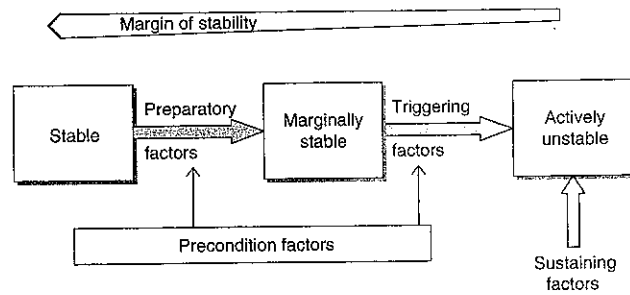 Margin of stability
Stable
Preparatory
factors
Marginally
stable
Triggering
factors
Actively
unstable
Precondition factors
Sustaining
factors